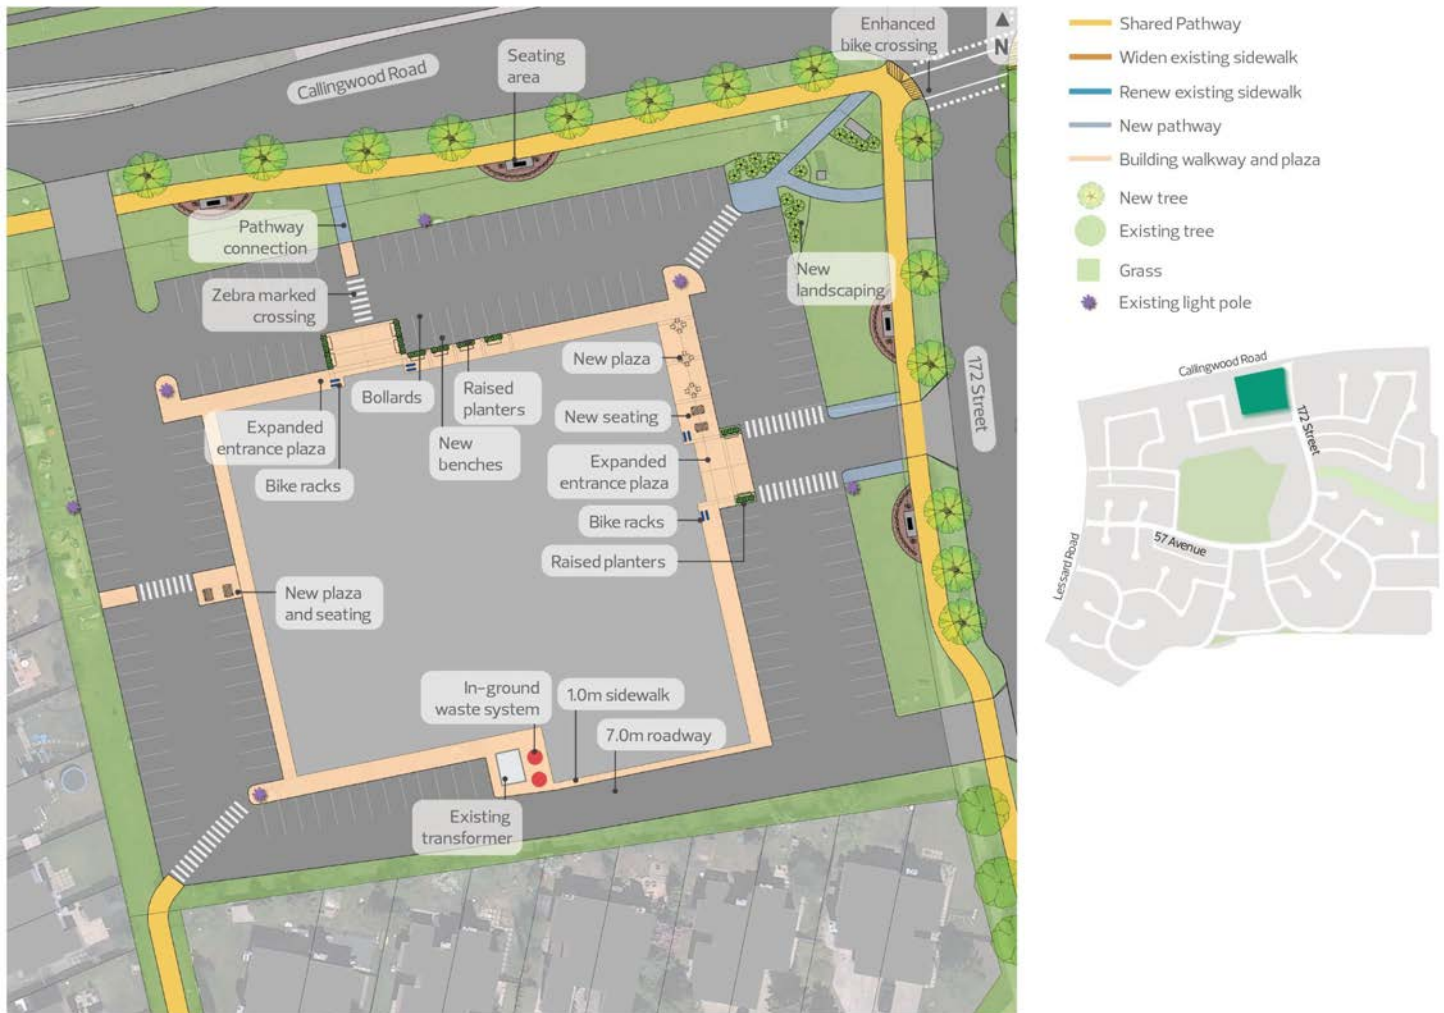 Callingwood Road
Seating
area
Enhanced
bike crossing
N
Pathway
connection
Zebra marked
crossing
New
landscaping
New plaza
Bollards
Raised
planters
New seating
172 Street
Expanded
entrance plaza
New
benches
Bike racks
Expanded
entrance plaza
Bike racks
Raised planters
New plaza
and seating
In-ground
waste system
1.0m sidewalk
7.0m roadway
Existing
transformer
Shared Pathway
Widen existing sidewalk
Renew existing sidewalk
New pathway
Building walkway and plaza
New tree
Existing tree
Grass
Existing light pole
Callingwood Road
172 Street
57 Avenue
Lessard Road